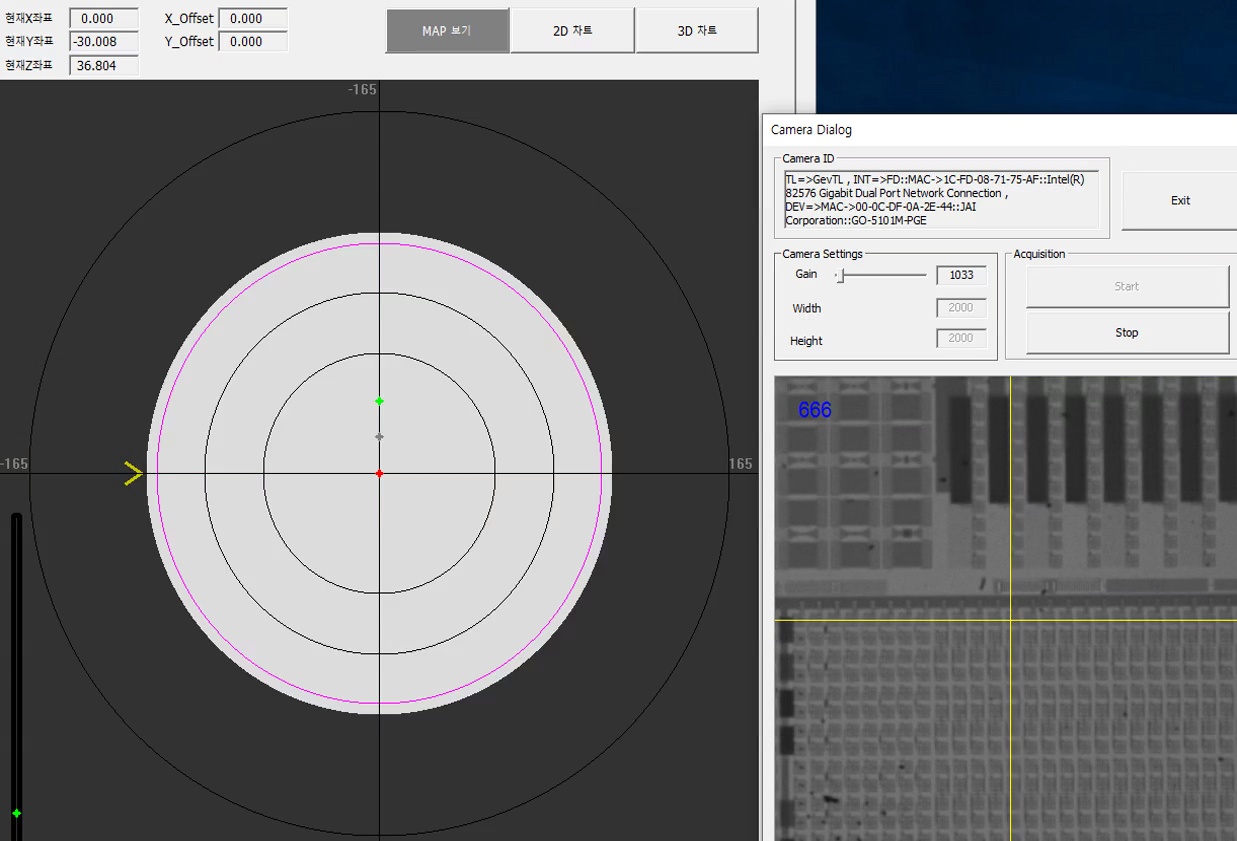 현재X좌표 0.000 X_Offset 0.000
현재Y좌표 -30.008 Y_Offset 0.000
현재Z좌표 36.804
MAP 보기 2D 차트 3D 차트
-165
-165
165
Camera Dialog
Camera ID
TL=>GevTL , INT=>FD::MAC->1C-FD-08-71-75-AF::Intel(R)
82576 Gigabit Dual Port Network Connection ,
DEV=>MAC->00-0C-DF-0A-2E-44::JAI
Corporation::GO-5101M-PGE
Exit
Camera Settings
Gain 1033
Width 2000
Height 2000
Acquisition
Start
Stop
666